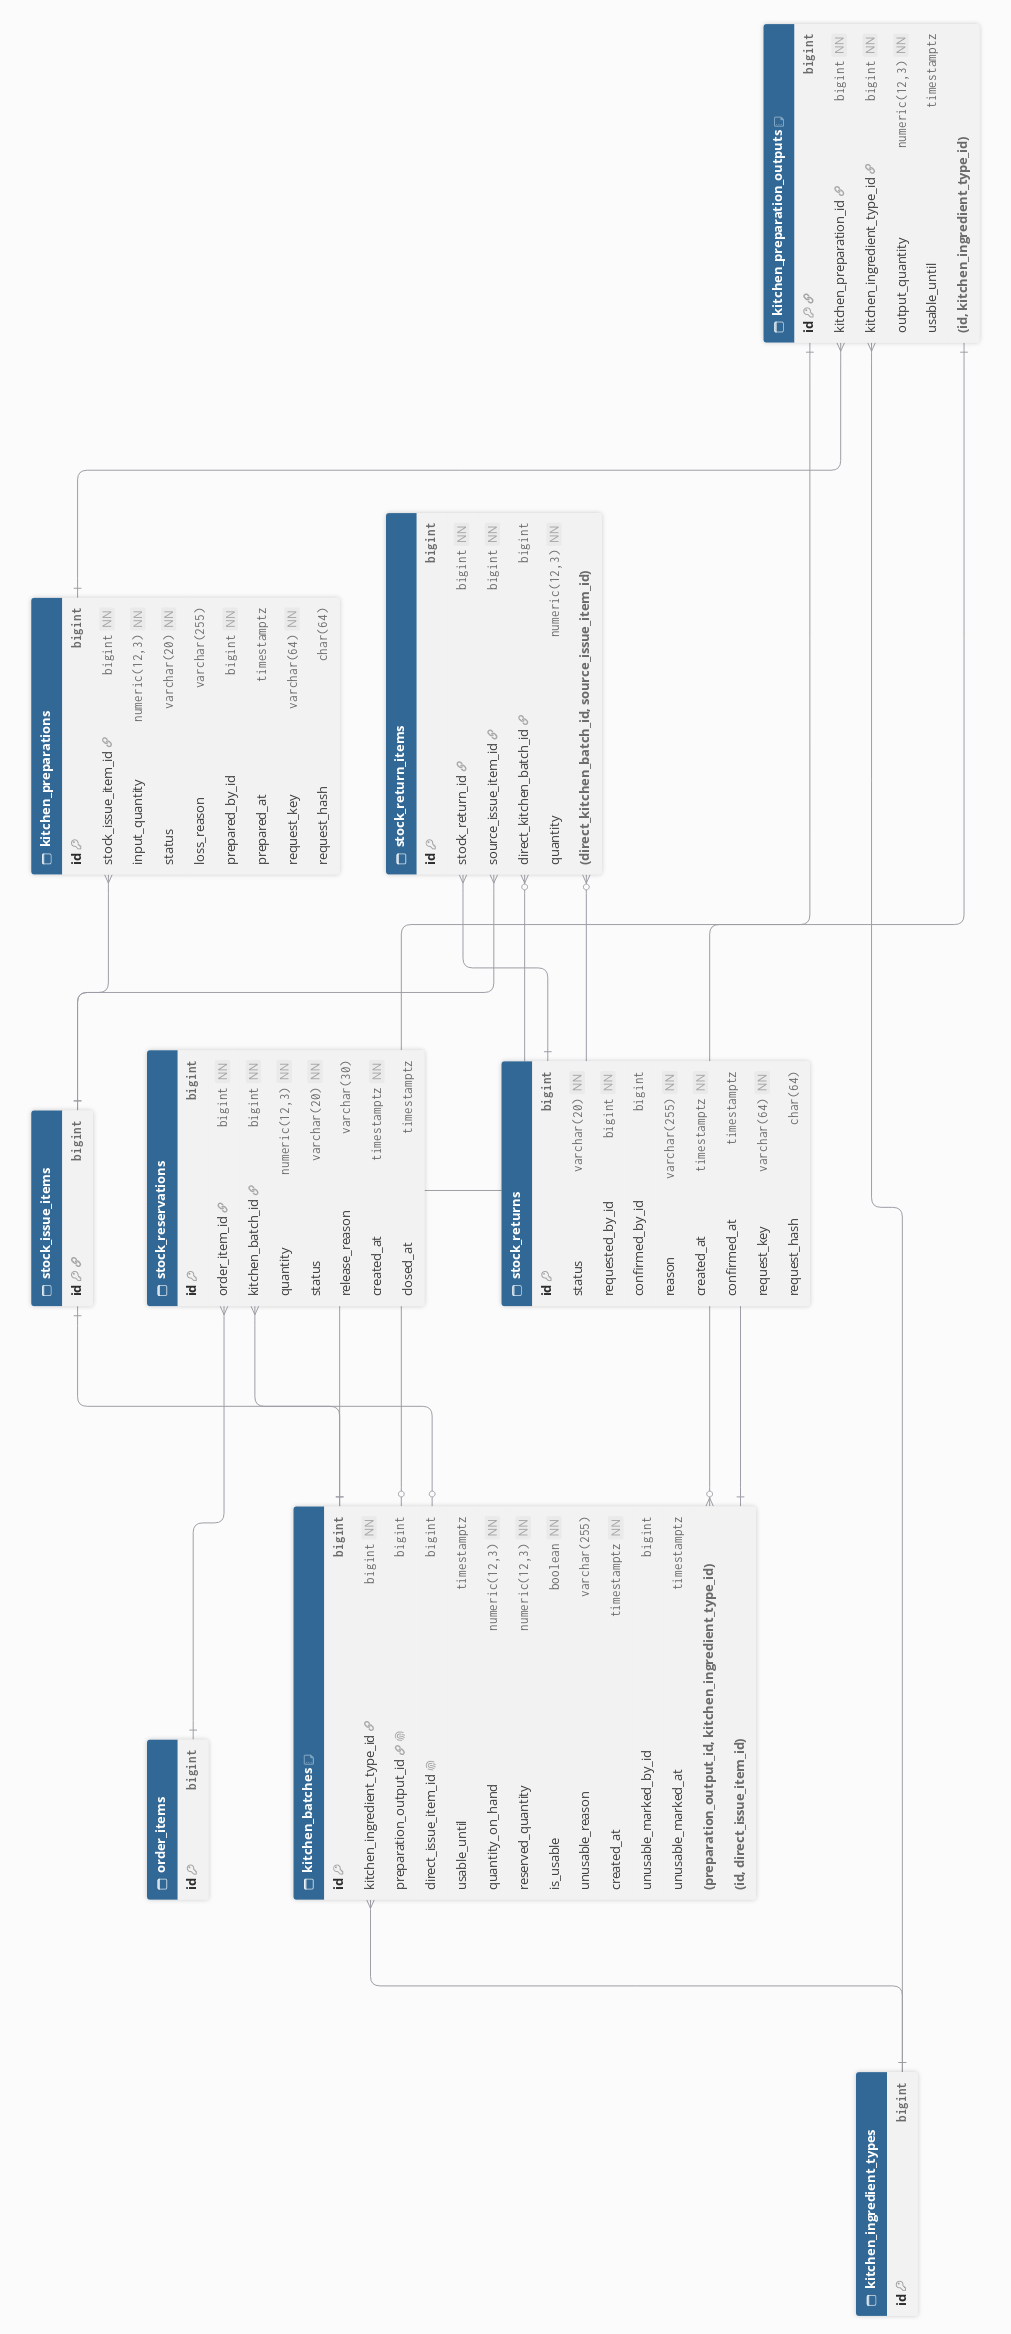 kitchen_preparation_outputs
id bigint
kitchen_preparation_id bigint NN
kitchen_ingredient_type_id bigint NN
output_quantity numeric(12,3) NN
usable_until timestamptz
(id, kitchen_ingredient_type_id)
kitchen_preparations
id bigint
stock_issue_item_id bigint NN
input_quantity numeric(12,3) NN
status varchar(20) NN
loss_reason varchar(255)
prepared_by_id bigint NN
prepared_at timestamptz
request_key varchar(64) NN
request_hash char(64)
stock_return_items
id bigint
stock_return_id bigint NN
source_issue_item_id bigint NN
direct_kitchen_batch_id bigint
quantity numeric(12,3) NN
(direct_kitchen_batch_id, source_issue_item_id)
stock_issue_items
id bigint
stock_reservations
id bigint
order_item_id bigint NN
kitchen_batch_id bigint NN
quantity numeric(12,3) NN
status varchar(20) NN
release_reason varchar(30)
created_at timestamptz NN
closed_at timestamptz
stock_returns
id bigint
status varchar(20) NN
requested_by_id bigint NN
confirmed_by_id bigint
reason varchar(255) NN
created_at timestamptz NN
confirmed_at timestamptz
request_key varchar(64) NN
request_hash char(64)
order_items
id bigint
kitchen_batches
id bigint
kitchen_ingredient_type_id bigint NN
preparation_output_id bigint
direct_issue_item_id bigint
usable_until timestamptz
quantity_on_hand numeric(12,3) NN
reserved_quantity numeric(12,3) NN
is_usable boolean NN
unusable_reason varchar(255)
created_at timestamptz NN
unusable_marked_by_id bigint
unusable_marked_at timestamptz
(preparation_output_id, kitchen_ingredient_type_id)
(id, direct_issue_item_id)
kitchen_ingredient_types
id bigint